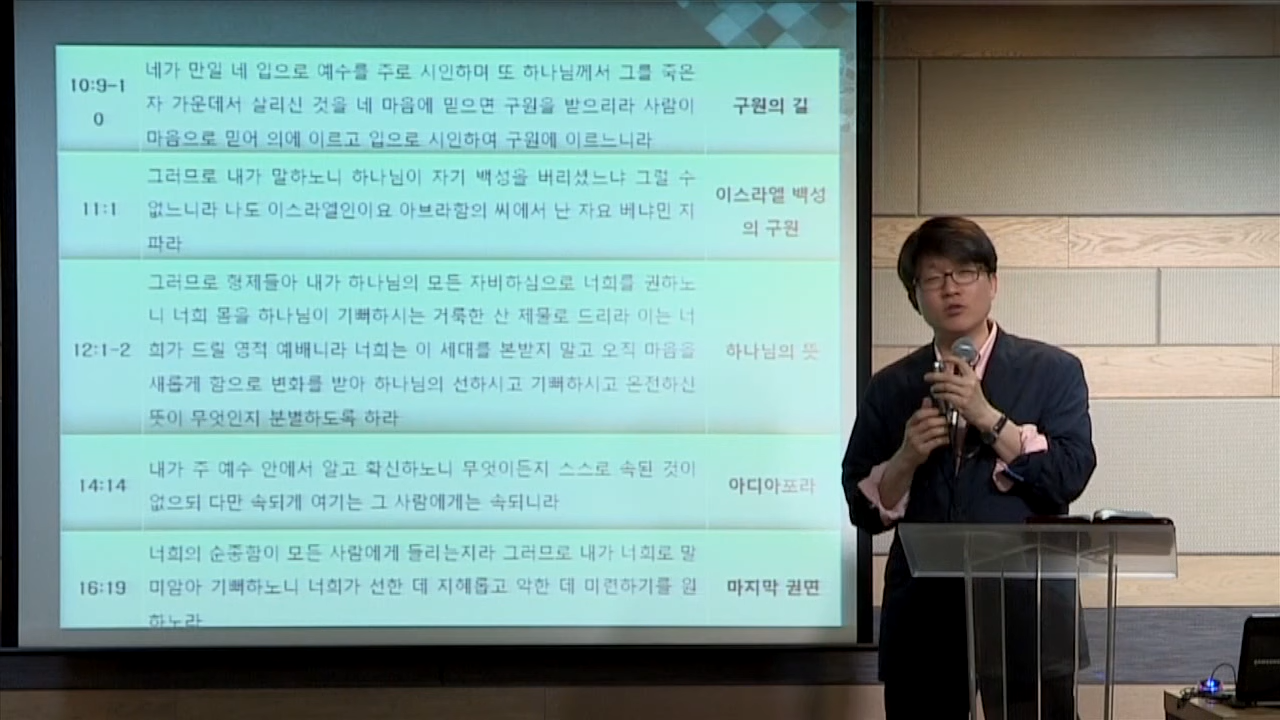 10:9-1
0
네가 만일 네 입으로 예수를 주로 시인하며 또 하나님께서 그를 죽은
자 가운데서 살리신 것을 네 마음에 믿으면 구원을 받으리라 사람이
마음으로 믿어 의에 이르고 입으로 시인하여 구원에 이르느니라
구원의 길
11:1
그러므로 내가 말하노니 하나님이 자기 백성을 버리셨느냐 그럴 수
없느니라 나도 이스라엘인이요 아브라함의 씨에서 난 자요 베냐민 지
파라
이스라엘 백성
의 구원
12:1-2
그러므로 형제들아 내가 하나님의 모든 자비하심으로 너희를 권하노
니 너희 몸을 하나님이 기뻐하시는 거룩한 산 제물로 드리라 이는 너
희가 드릴 영적 예배니라 너희는 이 세대를 본받지 말고 오직 마음을
새롭게 함으로 변화를 받아 하나님의 선하시고 기뻐하시고 온전하신
뜻이 무엇인지 분별하도록 하라
하나님의 뜻
14:14
내가 주 예수 안에서 알고 확신하노니 무엇이든지 스스로 속된 것이
없으되 다만 속되게 여기는 그 사람에게는 속되니라
아디아포라
16:19
너희의 순종함이 모든 사람에게 들리는지라 그러므로 내가 너희로 말
미암아 기뻐하노니 너희가 선한 데 지혜롭고 악한 데 미련하기를 원
하노라
마지막 권면